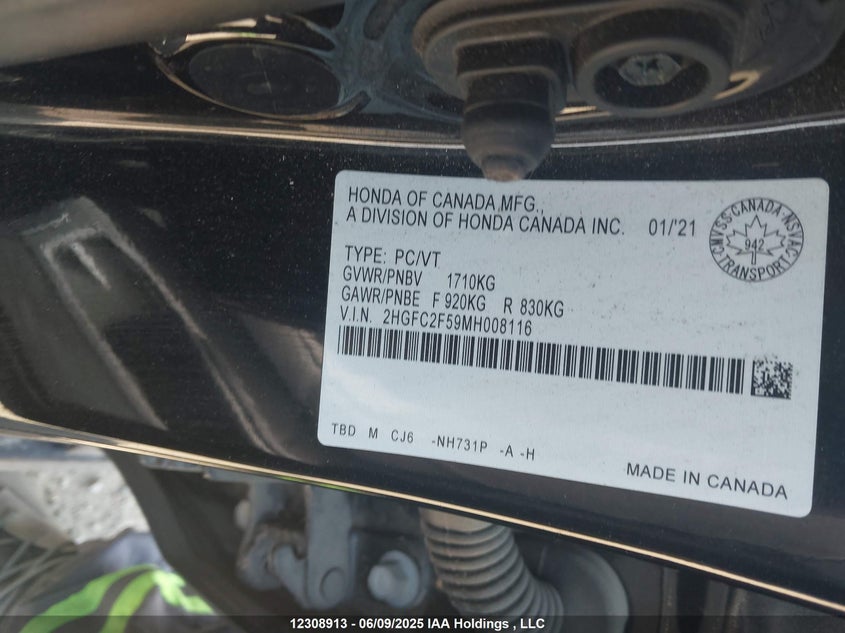 HONDA OF CANADA MFG.,
A DIVISION OF HONDA CANADA INC. 01/'21
CANADA·NSVAC
CMVSS
942
TRANSPORT
TYPE: PC/VT
GVWR/PNBV 1710KG
GAWR/PNBE F 920KG R 830KG
V.I.N. 2HGFC2F59MH008116
TBD M CJ6 -NH731P -A -H
MADE IN CANADA
12308913 - 06/09/2025 IAA Holdings , LLC